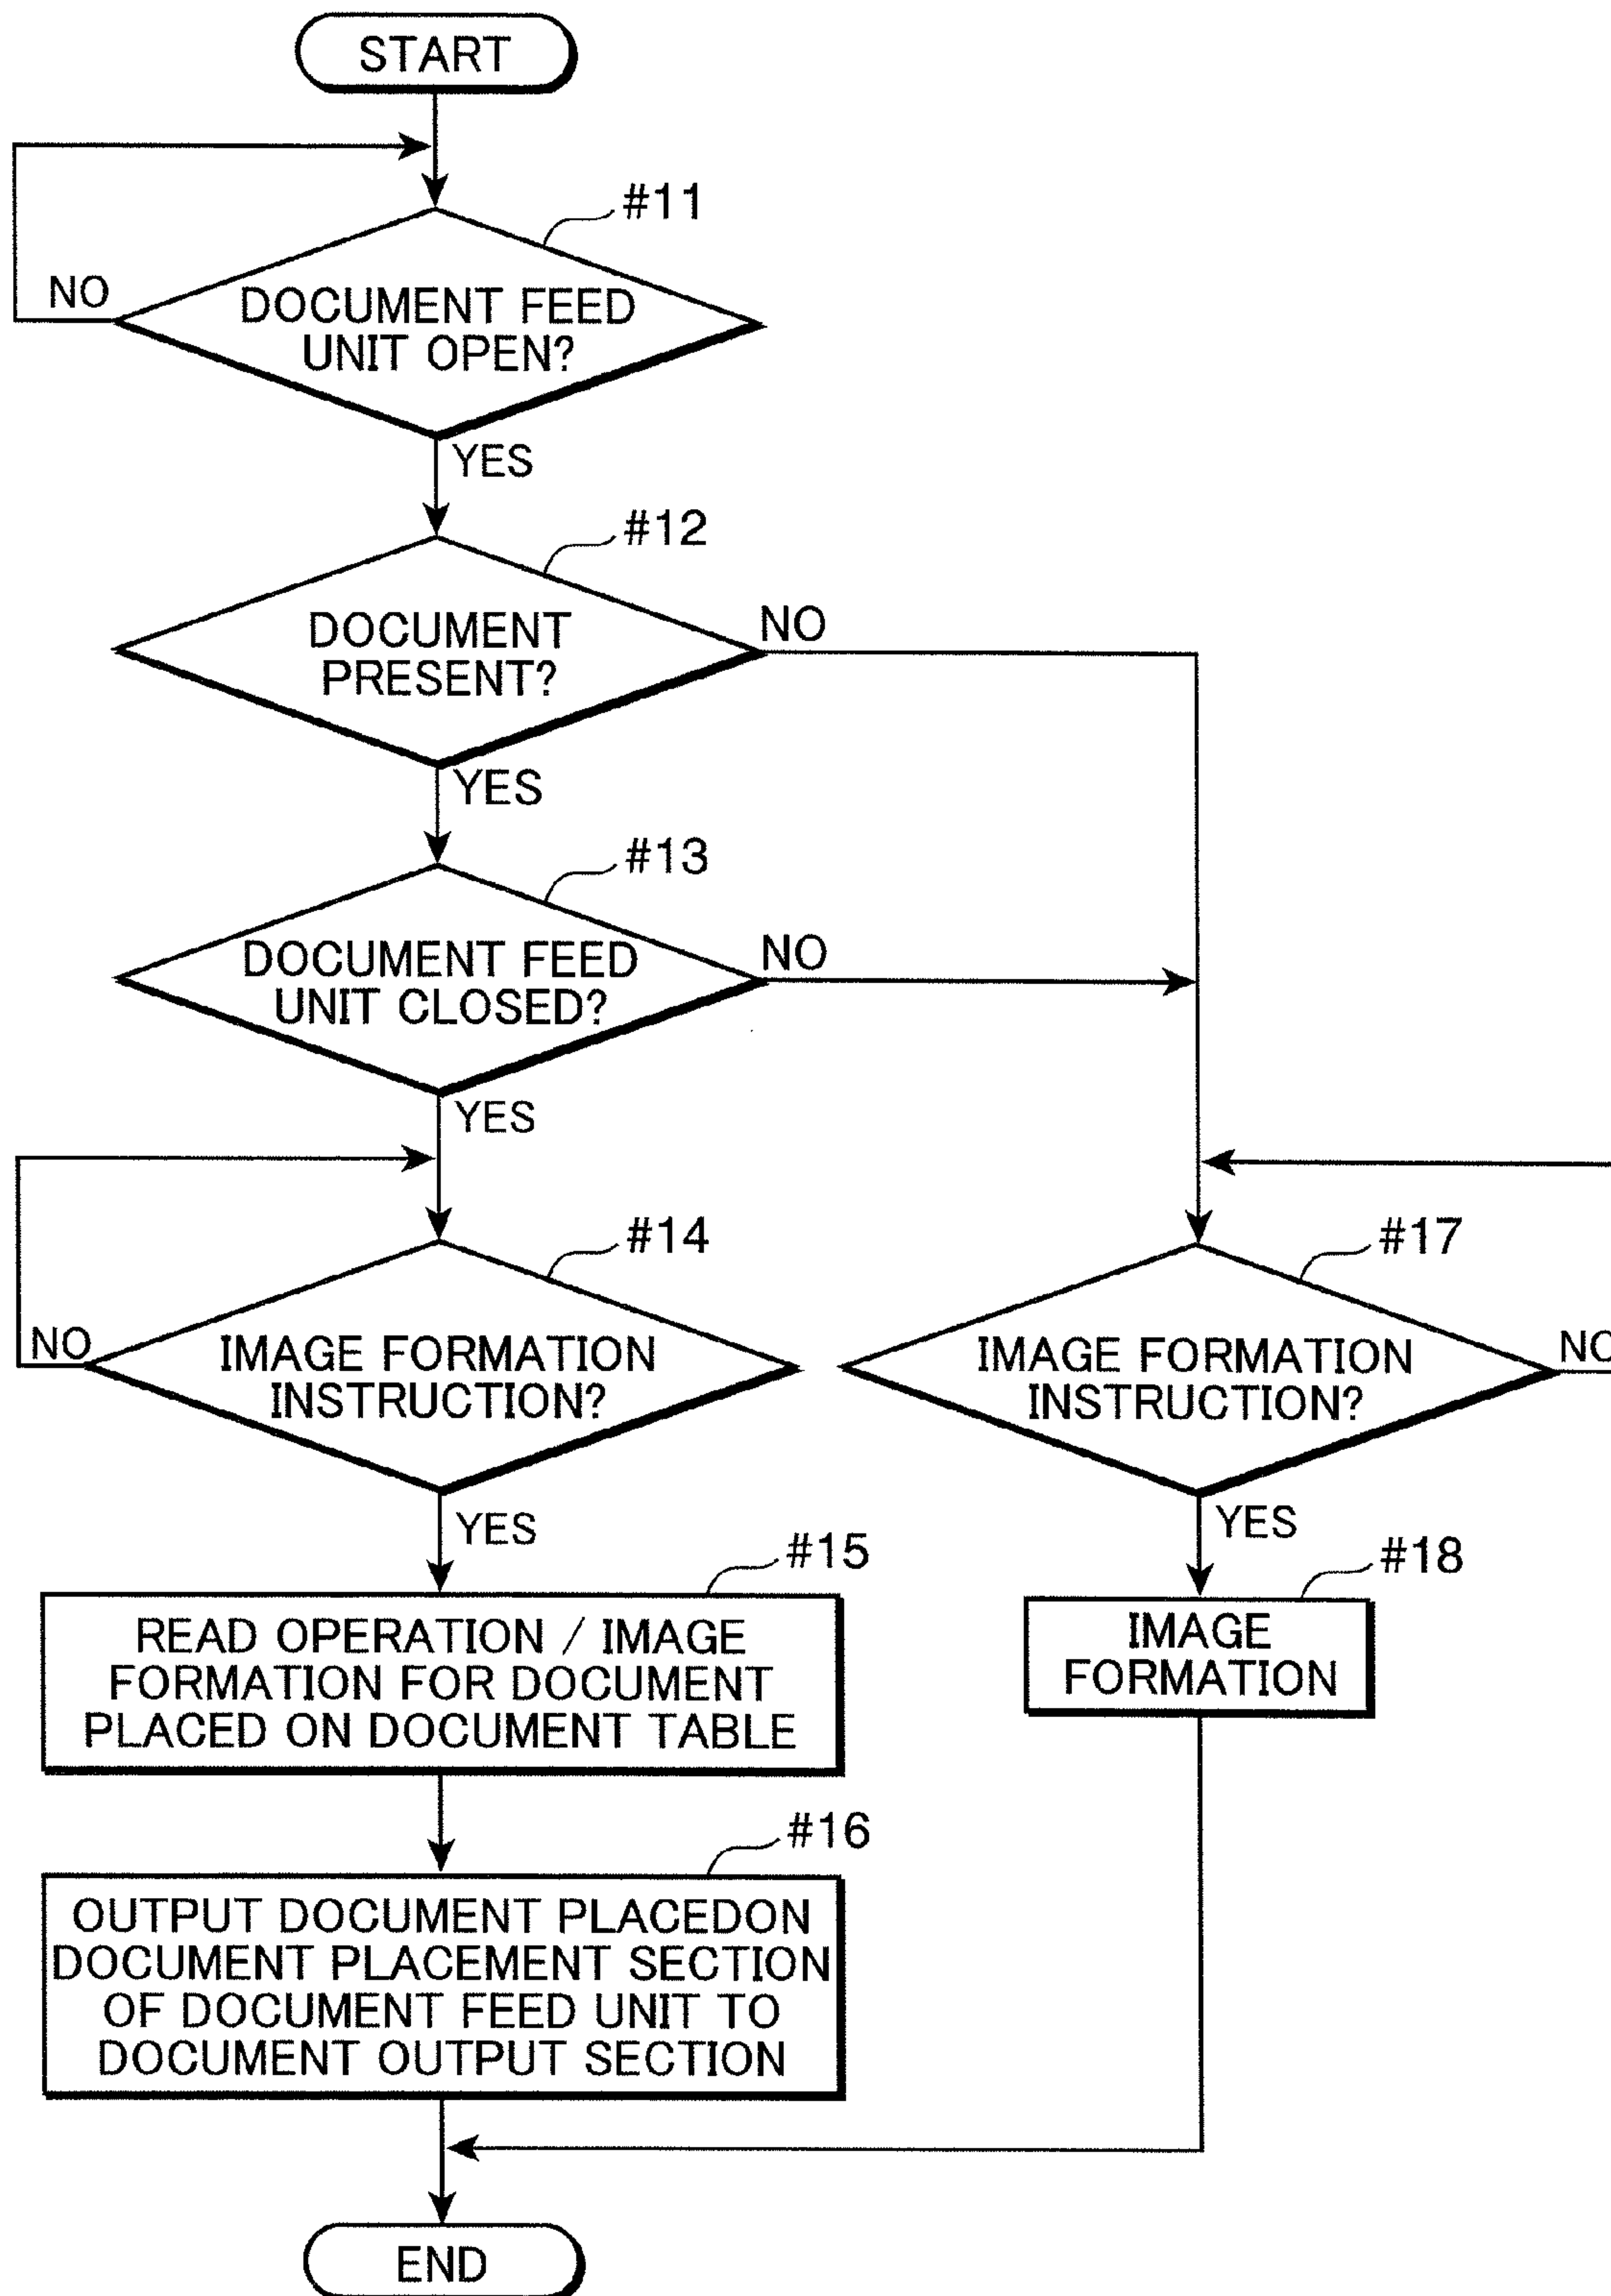 START
#11
NO
DOCUMENT FEED
UNIT OPEN?
YES
#12
DOCUMENT
PRESENT?
NO
YES
#13
DOCUMENT FEED
UNIT CLOSED?
NO
YES
#14
NO
IMAGE FORMATION
INSTRUCTION?
YES
#15
READ OPERATION / IMAGE
FORMATION FOR DOCUMENT
PLACED ON DOCUMENT TABLE
#16
OUTPUT DOCUMENT PLACEDON
DOCUMENT PLACEMENT SECTION
OF DOCUMENT FEED UNIT TO
DOCUMENT OUTPUT SECTION
#17
IMAGE FORMATION
INSTRUCTION?
NO
YES
#18
IMAGE
FORMATION
END